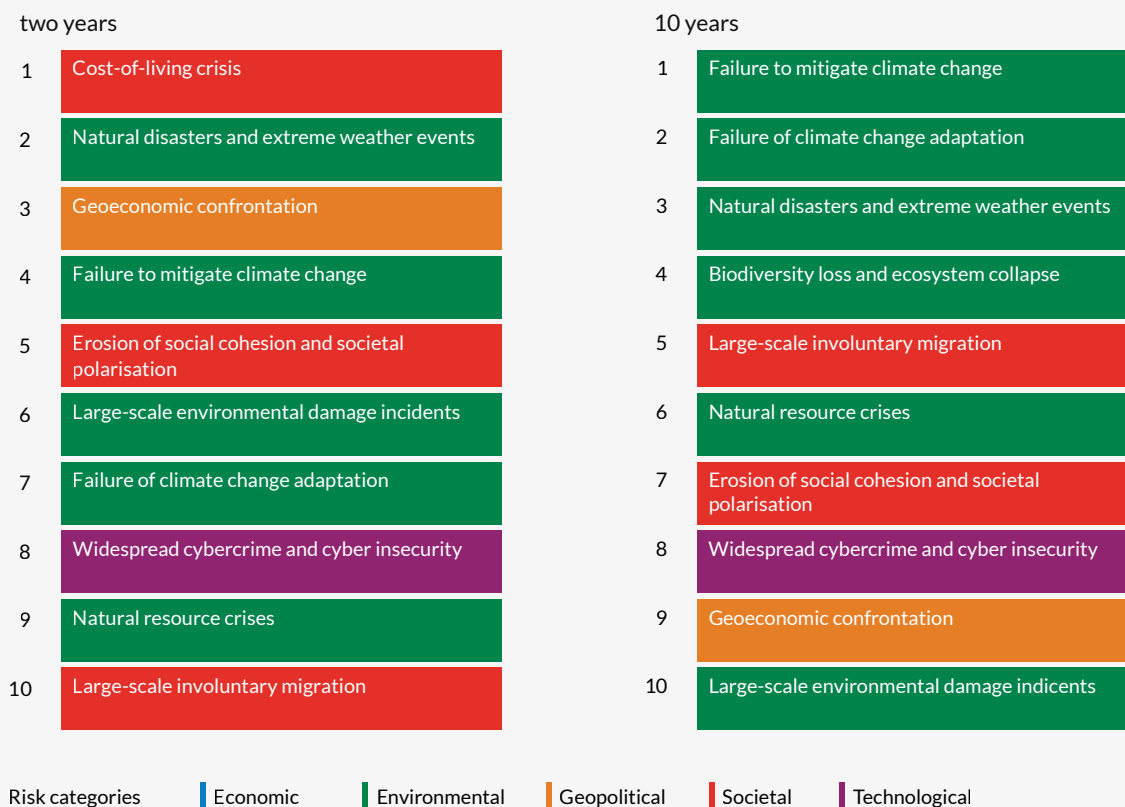 two years
1 Cost-of-living crisis
2 Natural disasters and extreme weather events
3 Geoeconomic confrontation
4 Failure to mitigate climate change
5 Erosion of social cohesion and societal
polarisation
6 Large-scale environmental damage incidents
7 Failure of climate change adaptation
8 Widespread cybercrime and cyber insecurity
9 Natural resource crises
10 Large-scale involuntary migration
10 years
1 Failure to mitigate climate change
2 Failure of climate change adaptation
3 Natural disasters and extreme weather events
4 Biodiversity loss and ecosystem collapse
5 Large-scale involuntary migration
6 Natural resource crises
7 Erosion of social cohesion and societal
polarisation
8 Widespread cybercrime and cyber insecurity
9 Geoeconomic confrontation
10 Large-scale environmental damage indicents
Risk categories Economic Environmental Geopolitical Societal Technological